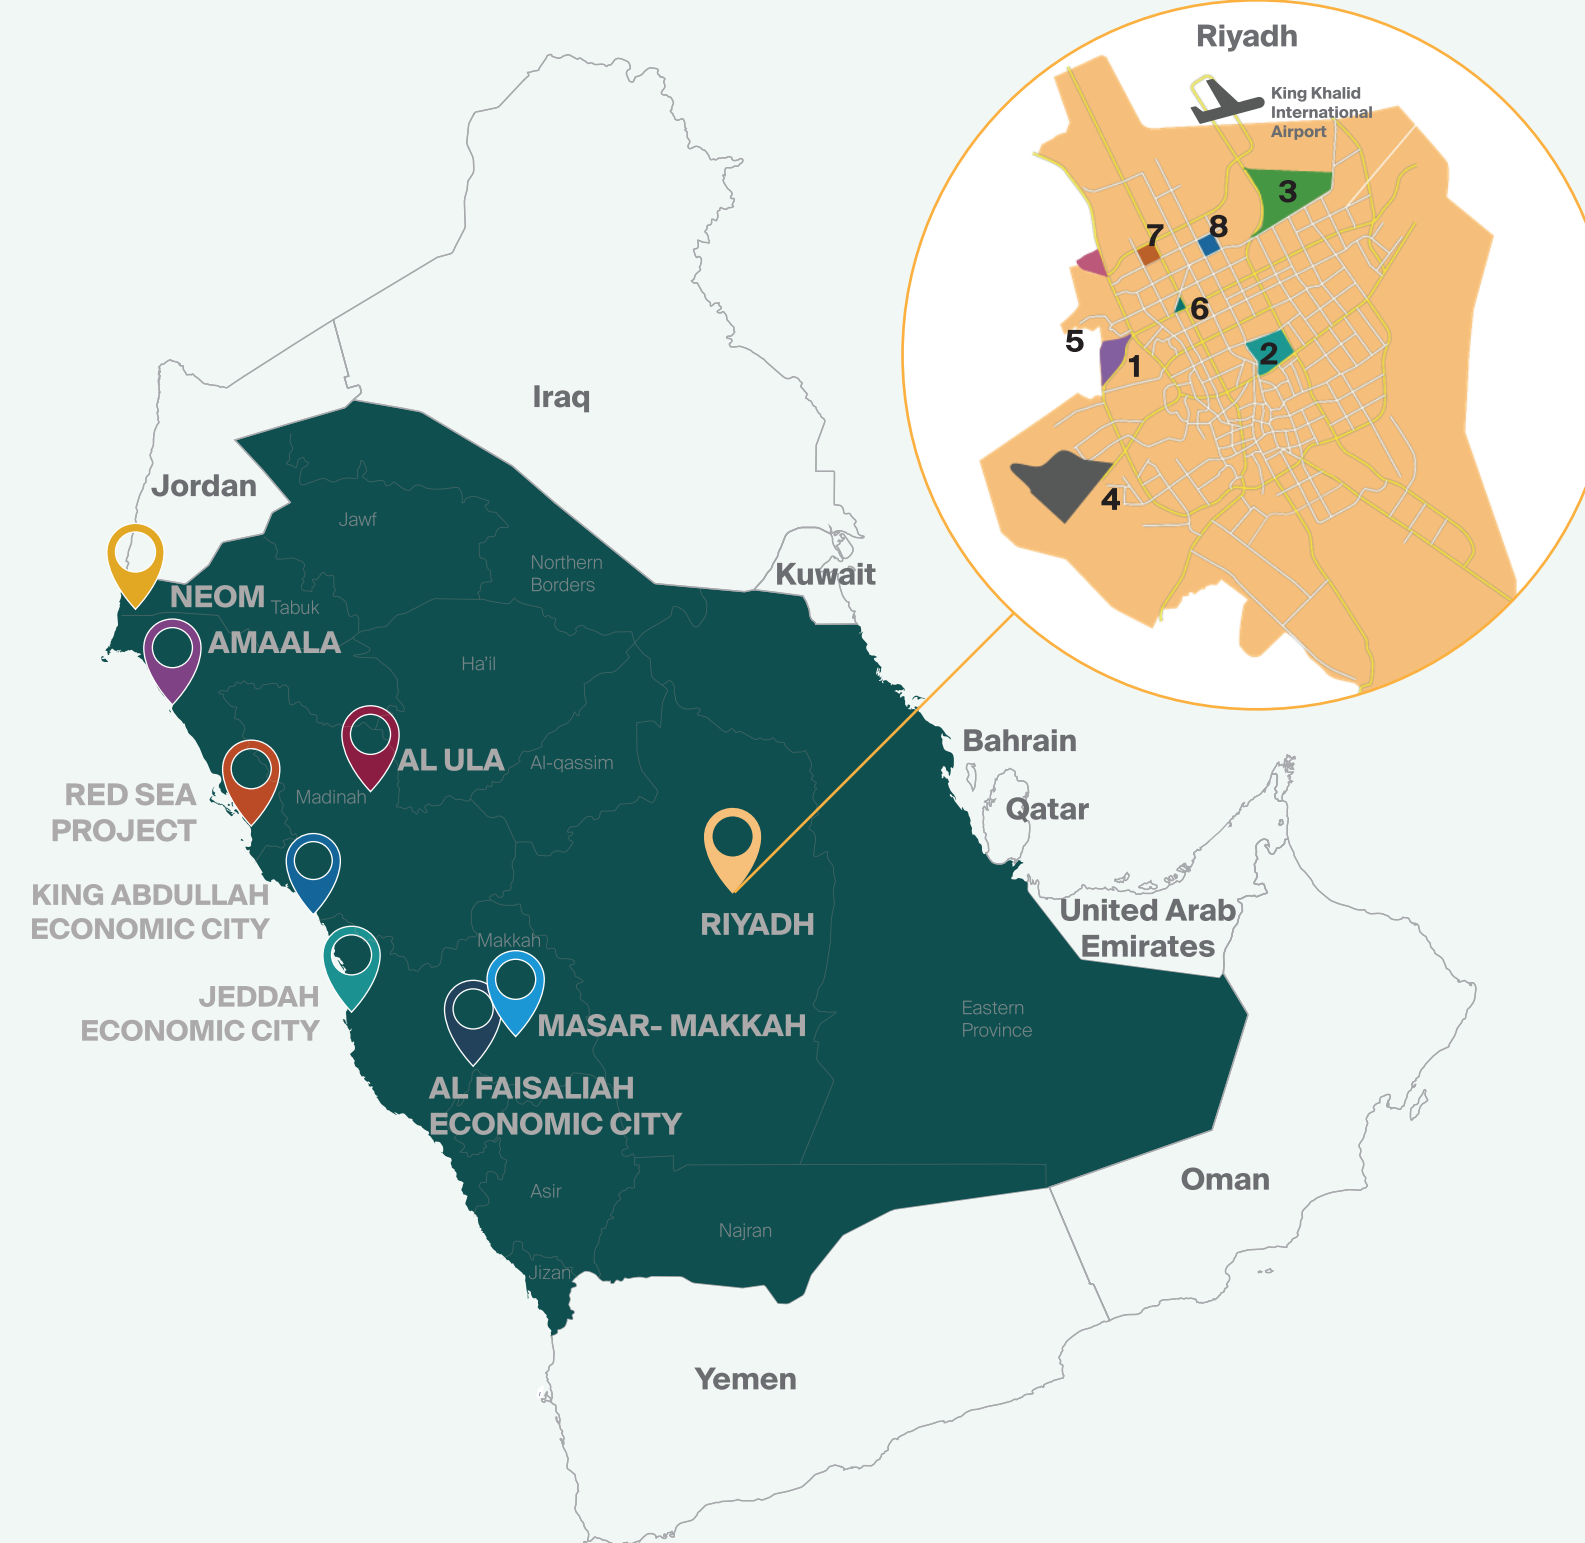 Riyadh
King Khalid
International
Airport
3
8
7
6
5
2
1
4
Iraq
Jordan
Jawf
Northern
Borders
Kuwait
NEOM
Tabuk
AMAALA
Ha'il
AL ULA
Al-qassim
Bahrain
RED SEA
PROJECT
Madinah
Qatar
KING ABDULLAH
ECONOMIC CITY
RIYADH
United Arab
Emirates
Makkah
JEDDAH
ECONOMIC CITY
MASAR- MAKKAH
Eastern
Province
AL FAISALIAH
ECONOMIC CITY
Asir
Oman
Najran
Jizan
Yemen